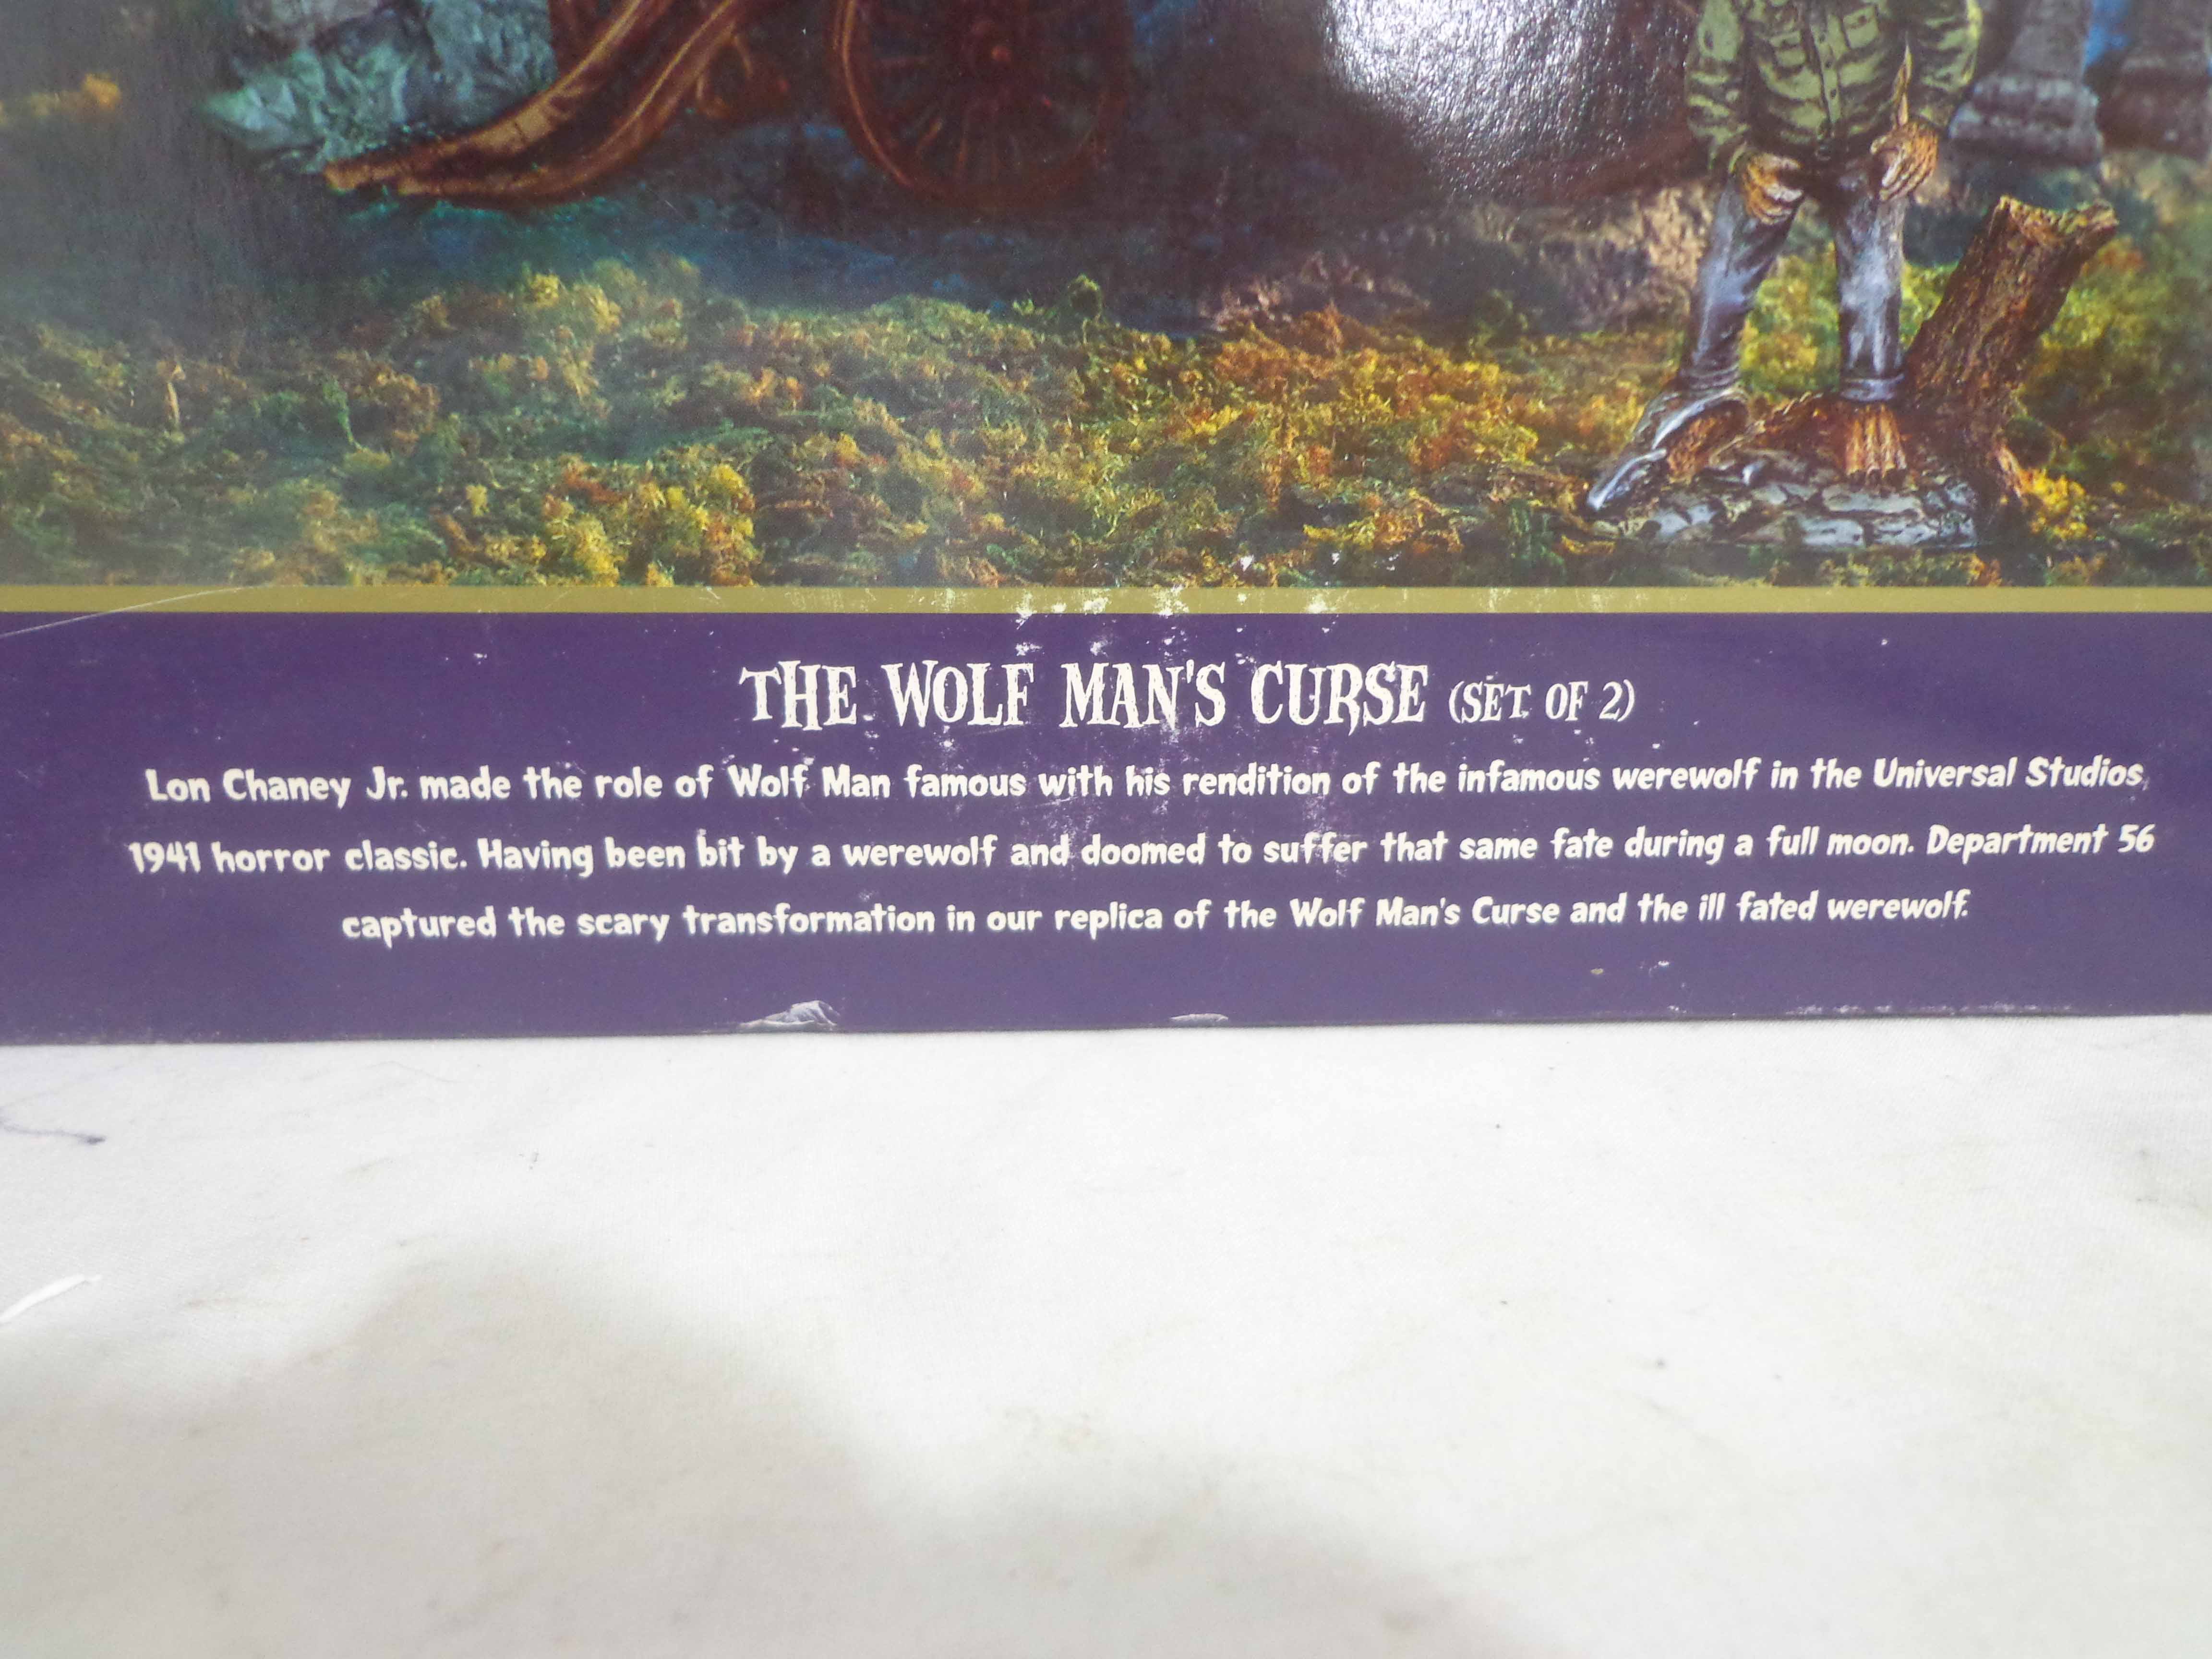 THE WOLF MAN'S CURSE (SET OF 2)
Lon Chaney Jr. made the role of Wolf Man famous with his rendition of the infamous werewolf in the Universal Studios,
1941 horror classic. Having been bit by a werewolf and doomed to suffer that same fate during a full moon. Department 56
captured the scary transformation in our replica of the Wolf Man's Curse and the ill fated werewolf.